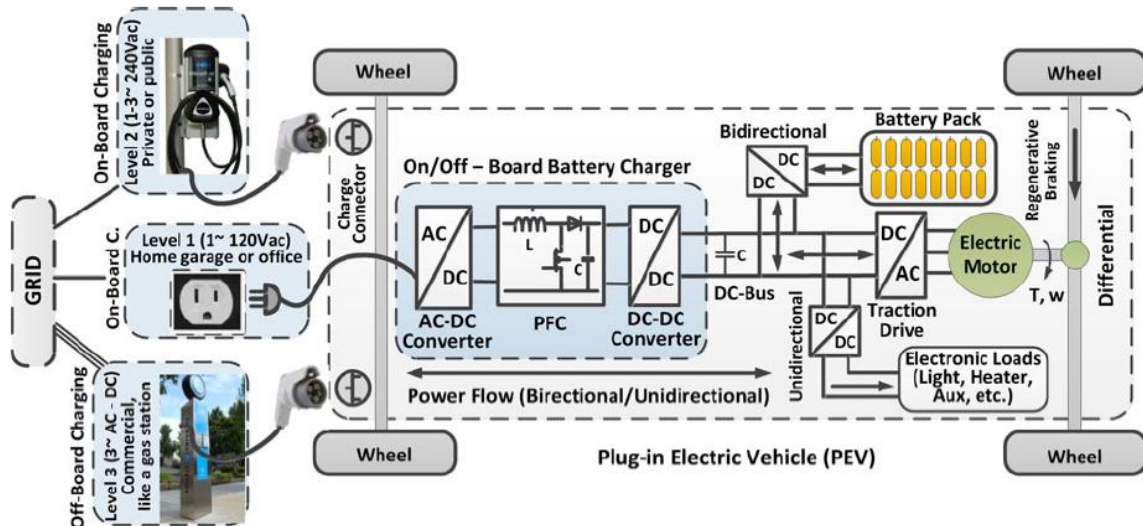 On-Board Charging
Level 2 (1-3~ 240Vac)
Private or public
GRID
On-Board C.
Level 1 (1~ 120Vac)
Home garage or office
Off-Board Charging
Level 3 (3~ AC - DC)
Commercial,
like a gas station
Charge
Connector
Wheel
Wheel
On/Off – Board Battery Charger
AC
DC
AC-DC
Converter
L
C
PFC
DC
DC
DC-DC
Converter
Power Flow (Birectional/Unidirectional)
C
DC-Bus
Bidirectional
DC
DC
Battery Pack
DC
AC
Traction
Drive
Electric
Motor
T, w
Regenerative
Braking
Differential
Unidirectional
DC
DC
Electronic Loads
(Light, Heater,
Aux, etc.)
Plug-in Electric Vehicle (PEV)
Wheel
Wheel